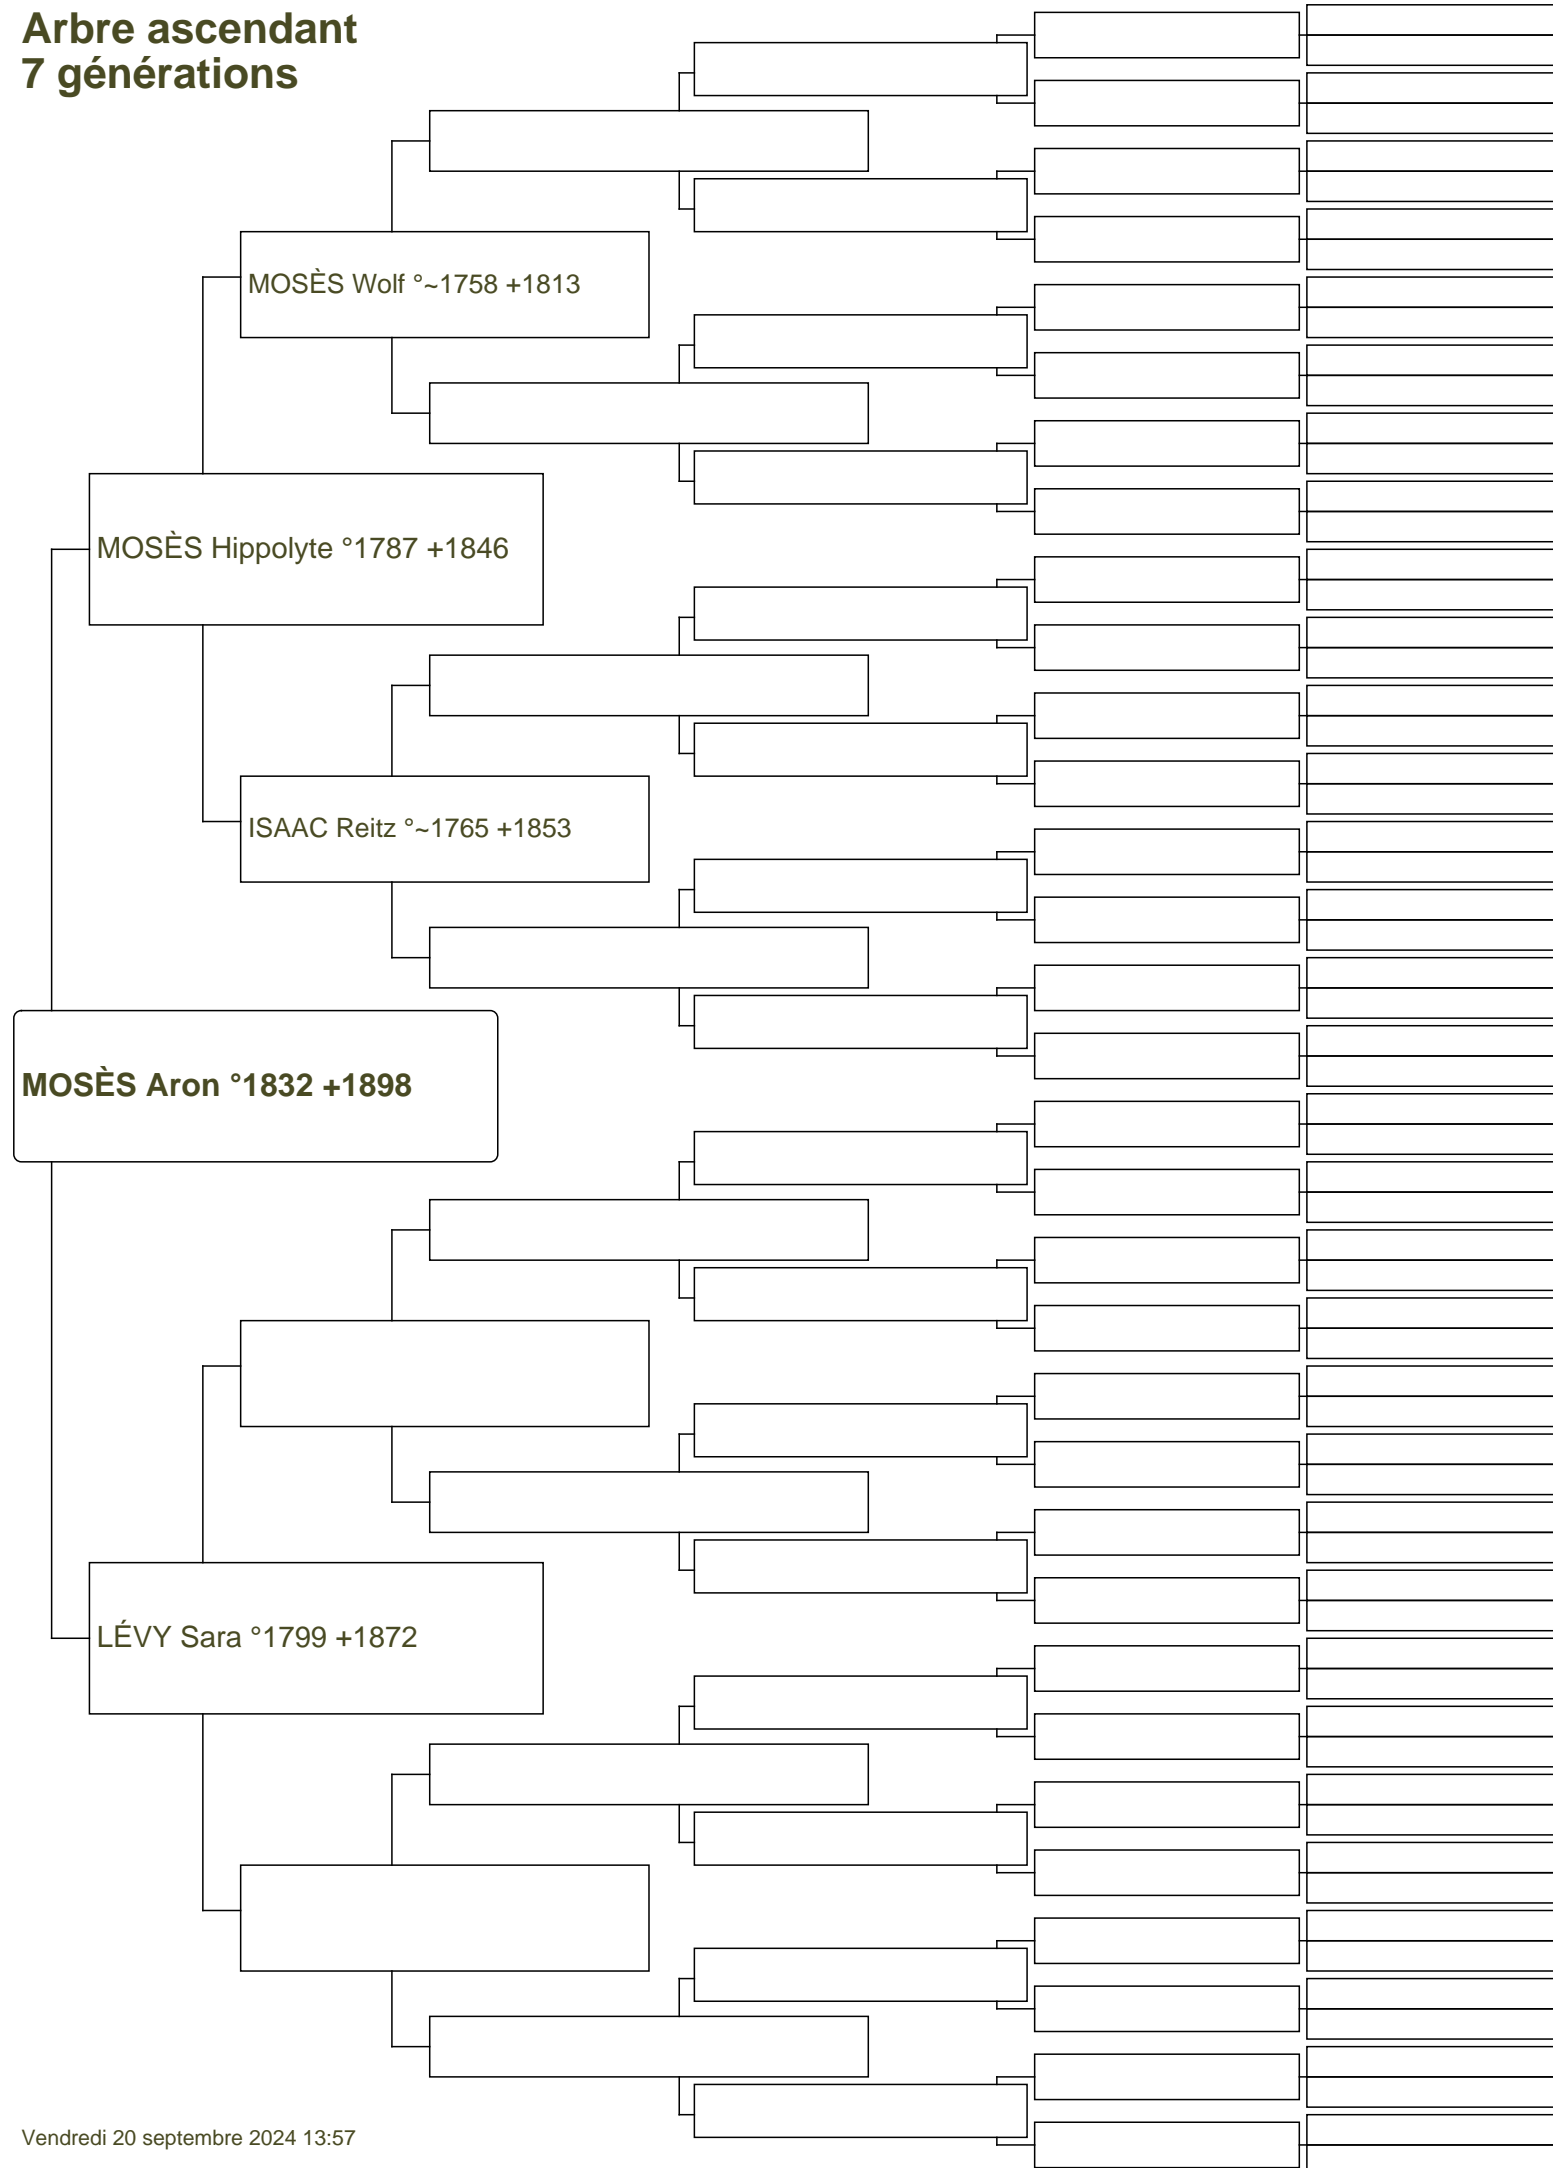 Arbre ascendant
7 générations
MOSÈS Wolf °~1758 +1813
MOSÈS Hippolyte °1787 +1846
ISAAC Reitz °~1765 +1853
MOSÈS Aron °1832 +1898
LÉVY Sara °1799 +1872
Vendredi 20 septembre 2024 13:57